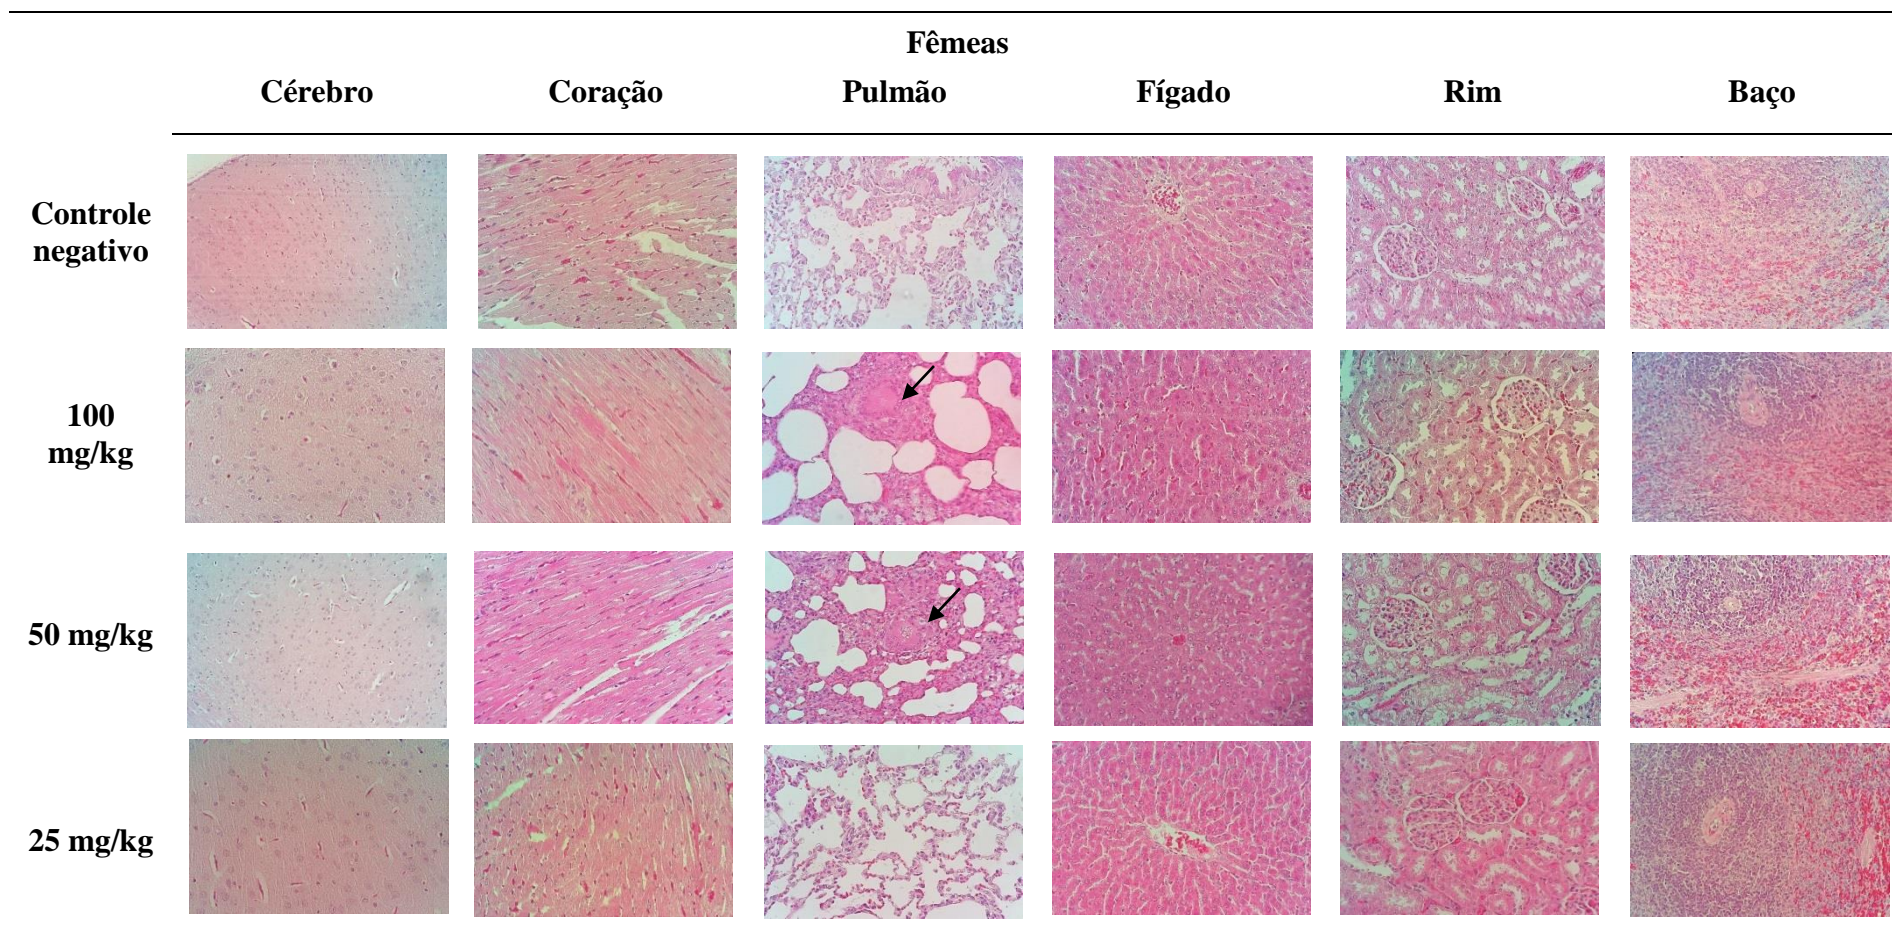 Fêmeas
Cérebro Coração Pulmão Fígado Rim Baço
Controle
negativo
100
mg/kg
50 mg/kg
25 mg/kg